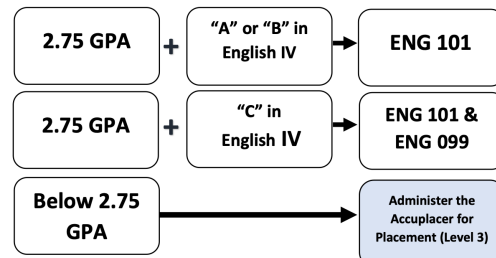 2.75 GPA
+
“A” or “B” in
English IV
ENG 101
2.75 GPA
+
“C” in
English IV
ENG 101 &
ENG 099
Below 2.75
GPA
Administer the
Accuplacer for
Placement (Level 3)